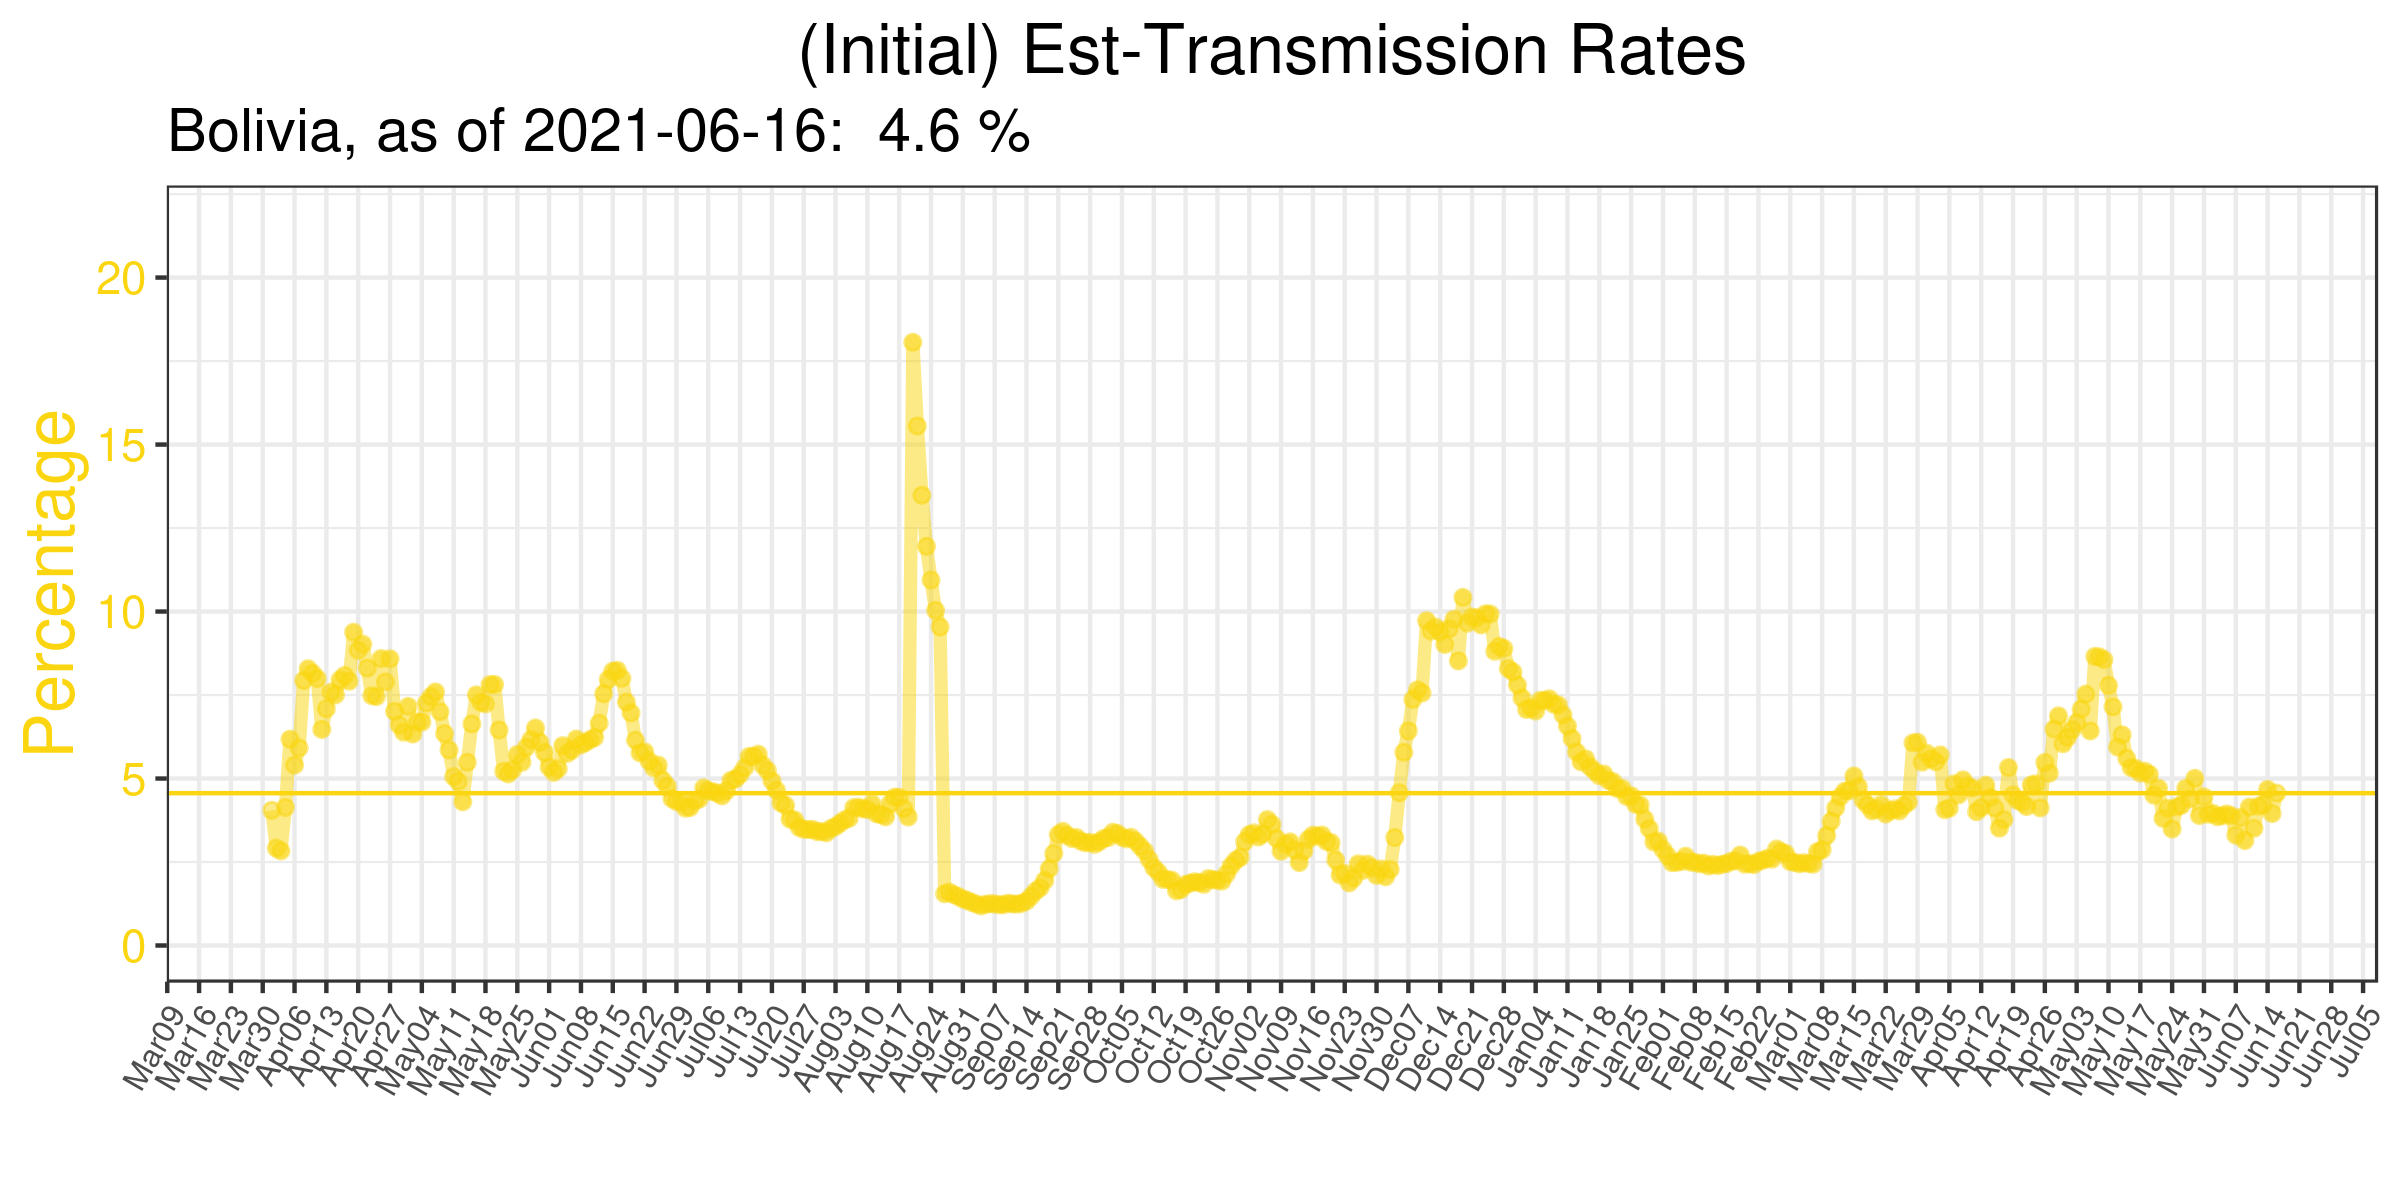 (Initial) Est-Transmission Rates
Bolivia, as of 2021-06-16:  4.6 %
Percentage
20
15
10
5
0
Mar09
Mar16
Mar23
Mar30
Apr06
Apr13
Apr20
Apr27
May04
May11
May18
May25
Jun01
Jun08
Jun15
Jun22
Jun29
Jul06
Jul13
Jul20
Jul27
Aug03
Aug10
Aug17
Aug24
Aug31
Sep07
Sep14
Sep21
Sep28
Oct05
Oct12
Oct19
Oct26
Nov02
Nov09
Nov16
Nov23
Nov30
Dec07
Dec14
Dec21
Dec28
Jan04
Jan11
Jan18
Jan25
Feb01
Feb08
Feb15
Feb22
Mar01
Mar08
Mar15
Mar22
Mar29
Apr05
Apr12
Apr19
Apr26
May03
May10
May17
May24
May31
Jun07
Jun14
Jun21
Jun28
Jul05